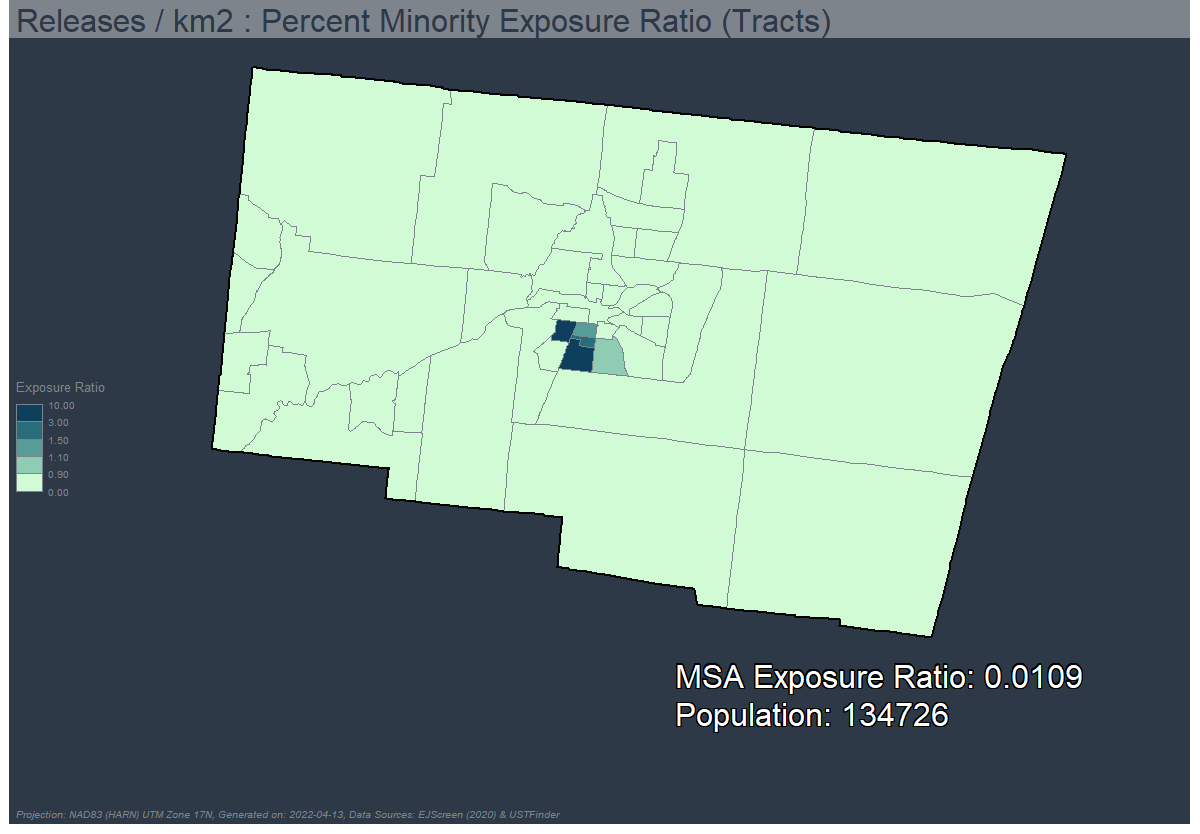 Releases / km2 : Percent Minority Exposure Ratio (Tracts)
Exposure Ratio
10.00
3.00
1.50
1.10
0.90
0.00
MSA Exposure Ratio: 0.0109
Population: 134726
Projection: NAD83 (HARN) UTM Zone 17N, Generated on: 2022-04-13, Data Sources: EJScreen (2020) & USTFinder